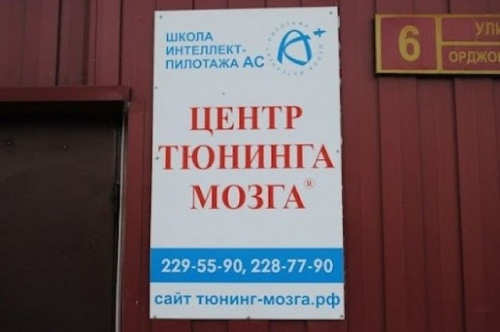 ШКОЛА
ИНТЕЛЛЕКТ-
ПИЛОТАЖА АС
А+
ЦЕНТР
ТЮНИНГА
МОЗГА®
229-55-90, 228-77-90
сайт тюнинг-мозга.рф
6
УЛИ
ОРДЖО